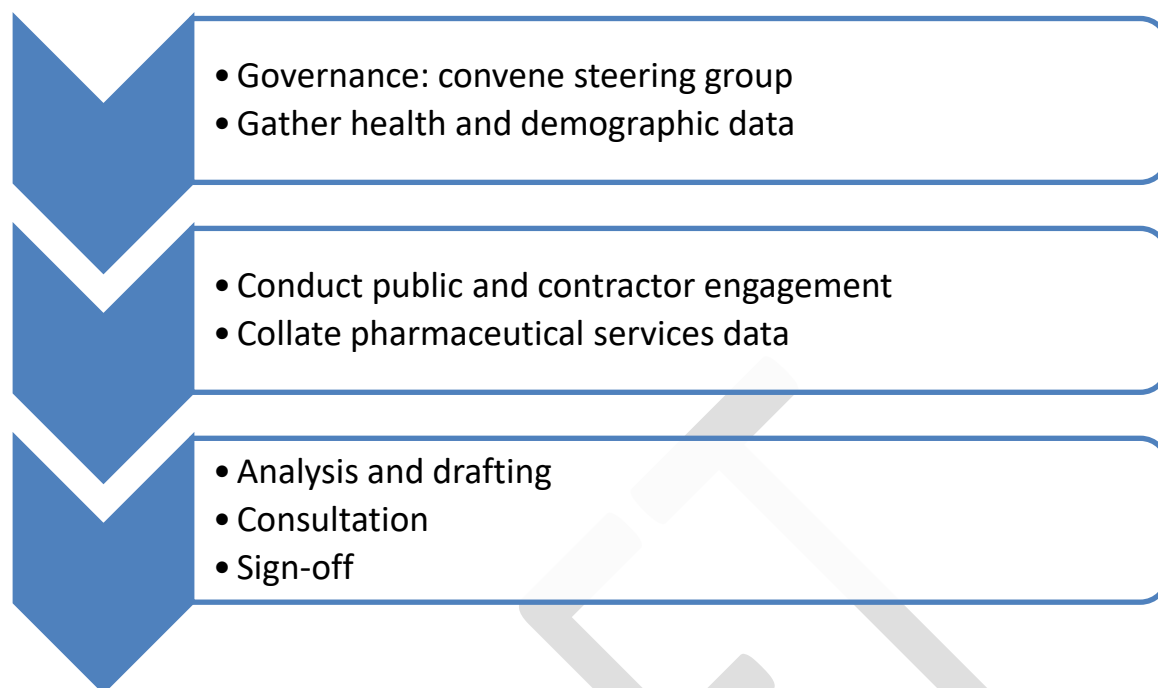 • Governance: convene steering group
• Gather health and demographic data
• Conduct public and contractor engagement
• Collate pharmaceutical services data
• Analysis and drafting
• Consultation
• Sign-off